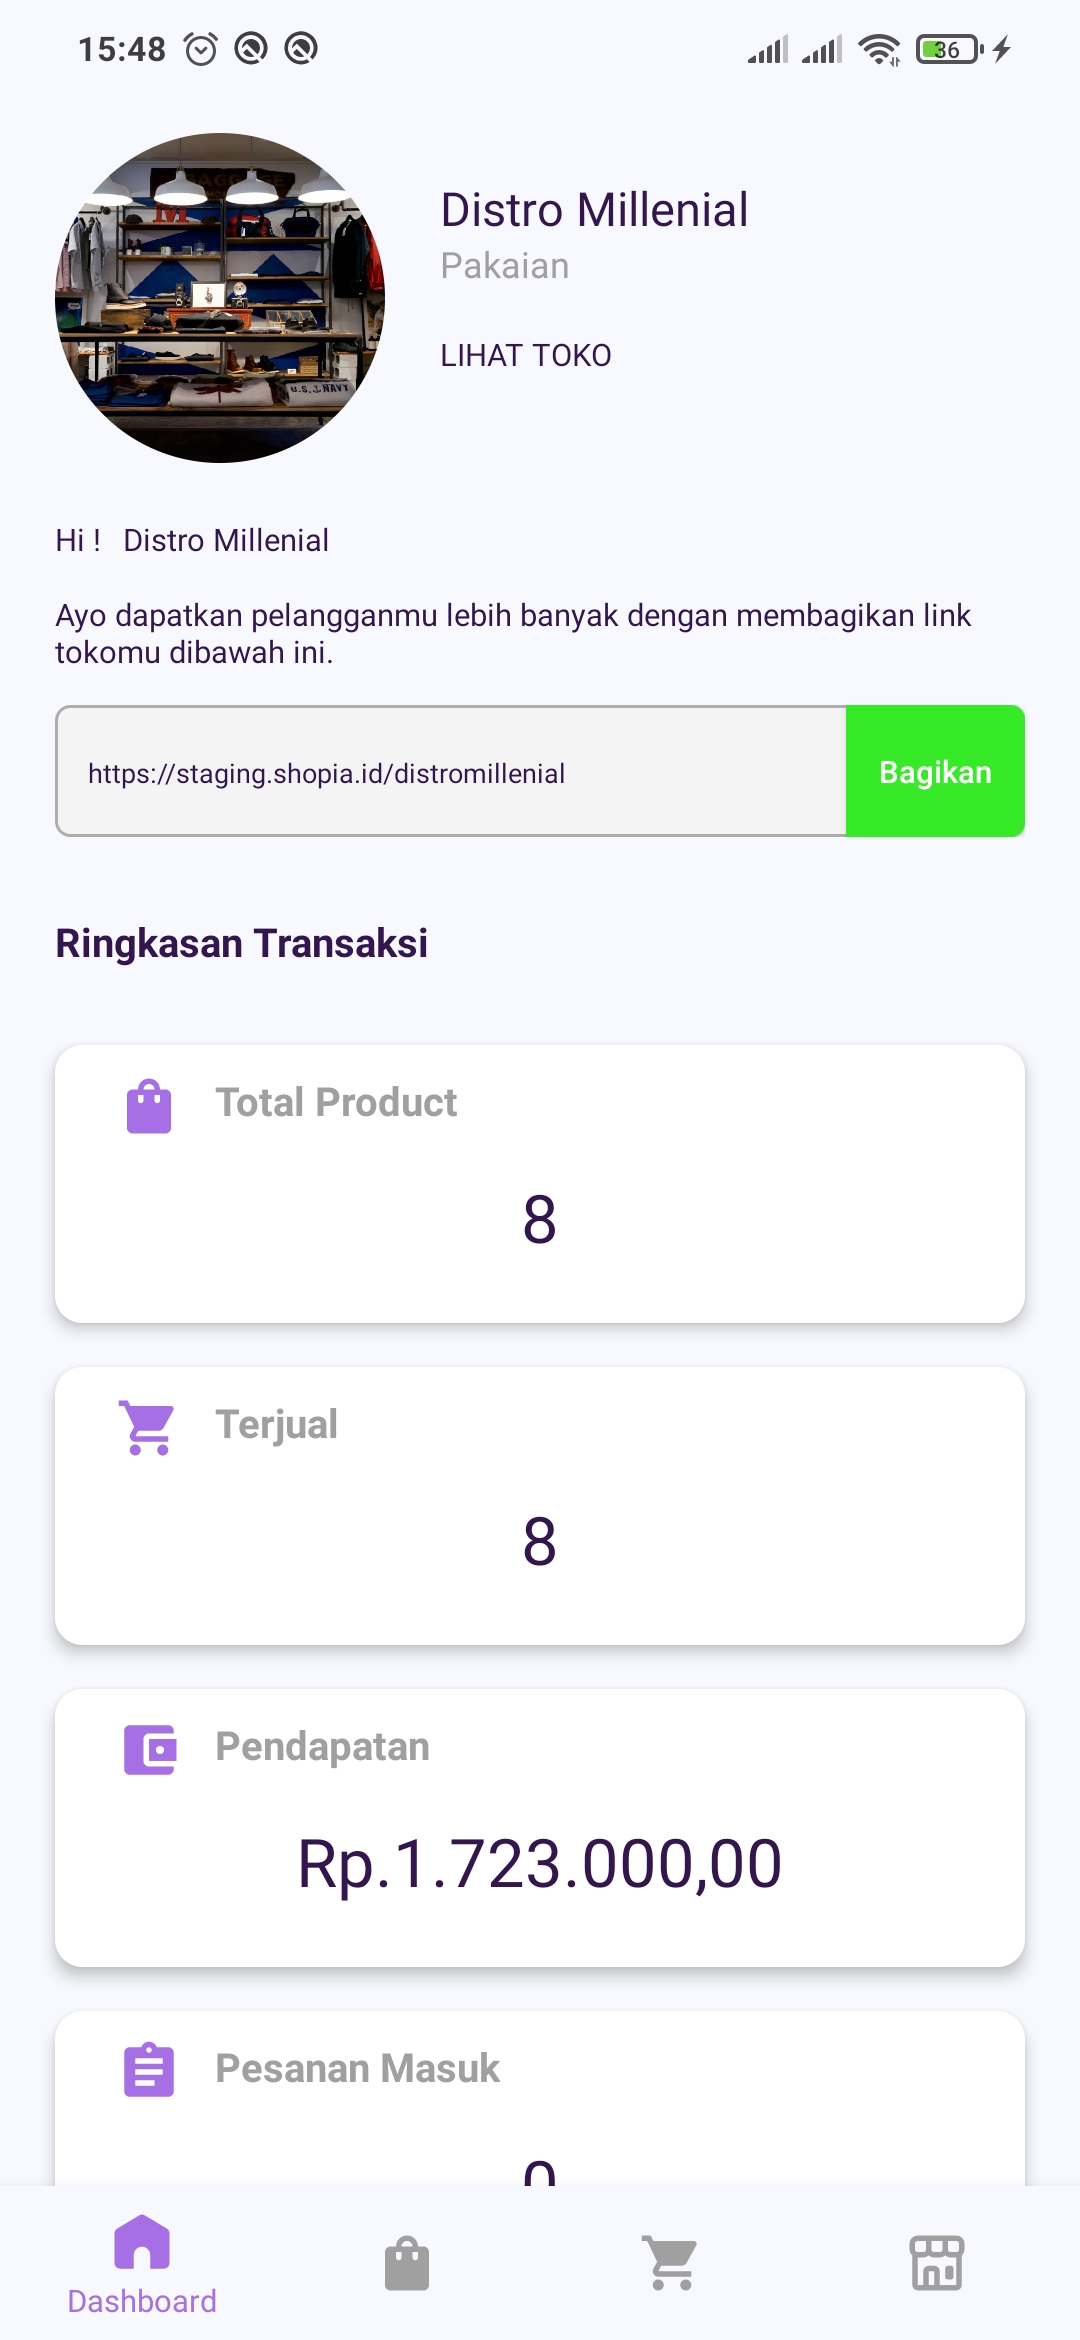 15:48
36
Distro Millenial
Pakaian
LIHAT TOKO
U.S. NAVY
Hi ! Distro Millenial
Ayo dapatkan pelangganmu lebih banyak dengan membagikan link
tokomu dibawah ini.
https://staging.shopia.id/distromillenial
Bagikan
Ringkasan Transaksi
Total Product
8
Terjual
8
Pendapatan
Rp.1.723.000,00
Pesanan Masuk
Dashboard